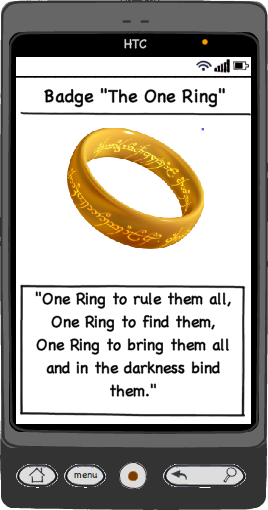 HTC
Badge "The One Ring"
"One Ring to rule them all,
One Ring to find them,
One Ring to bring them all
and in the darkness bind
them."
menu